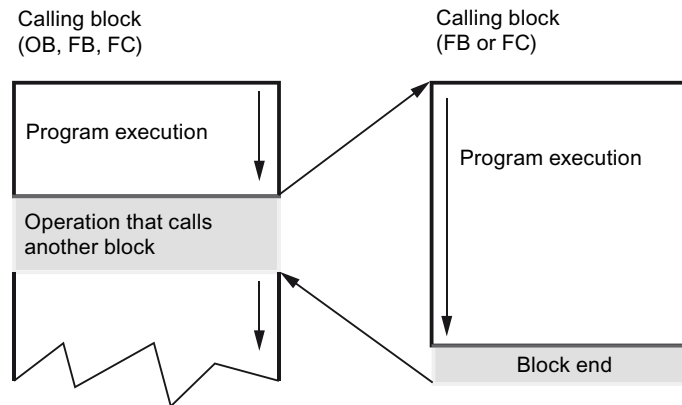 Calling block
(OB, FB, FC)
Calling block
(FB or FC)
Program execution
Program execution
Operation that calls
another block
Block end